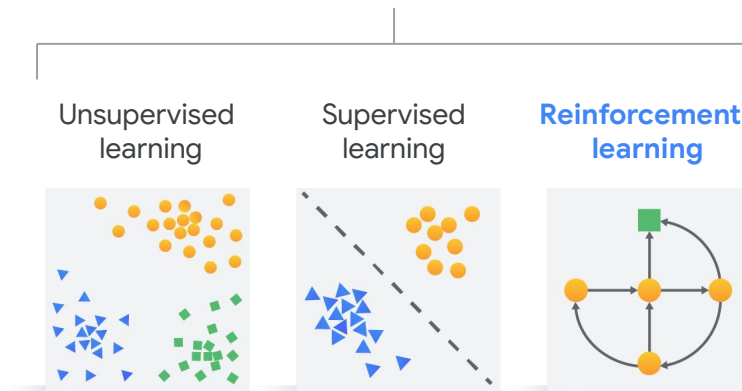 Unsupervised
learning
Supervised
learning
Reinforcement
learning